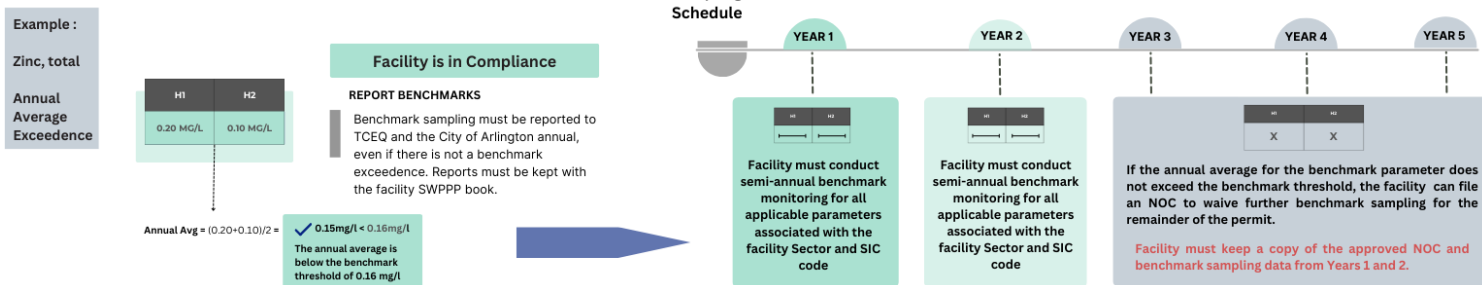 Example :
Zinc, total
Annual
Average
Exceedence
H1 H2
0.20 MG/L 0.10 MG/L
Annual Avg = (0.20+0.10)/2 =
0.15mg/l < 0.16mg/l
The annual average is
below the benchmark
threshold of 0.16 mg/l
Facility is in Compliance
REPORT BENCHMARKS
Benchmark sampling must be reported to
TCEQ and the City of Arlington annual,
even if there is not a benchmark
exceedence. Reports must be kept with
the facility SWPPP book.
Schedule
YEAR 1
YEAR 2
YEAR 3
YEAR 4
YEAR 5
H1 H2
Facility must conduct
semi-annual benchmark
monitoring for all
applicable parameters
associated with the
facility Sector and SIC
code
H1 H2
Facility must conduct
semi-annual benchmark
monitoring for all
applicable parameters
associated with the
facility Sector and SIC
code
H1 H2
X X
If the annual average for the benchmark parameter does
not exceed the benchmark threshold, the facility can file
an NOC to waive further benchmark sampling for the
remainder of the permit.
Facility must keep a copy of the approved NOC and
benchmark sampling data from Years 1 and 2.